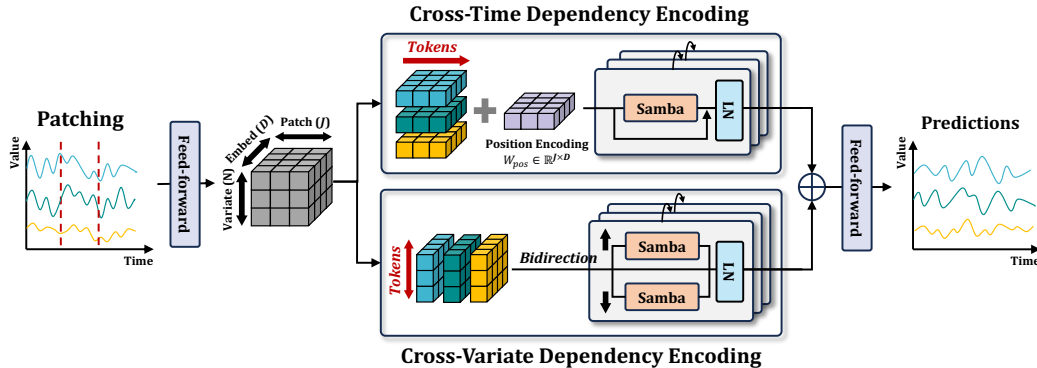 Cross-Time Dependency Encoding
Patching
Value
Time
Feed-forward
Variate (N)
Embed (D)
Patch (J)
Tokens
Position Encoding
W_pos ∈ ℝ^{J×D}
Samba
LN
Tokens
Bidirection
Samba
Samba
LN
Feed-forward
Predictions
Value
Time
Cross-Variate Dependency Encoding